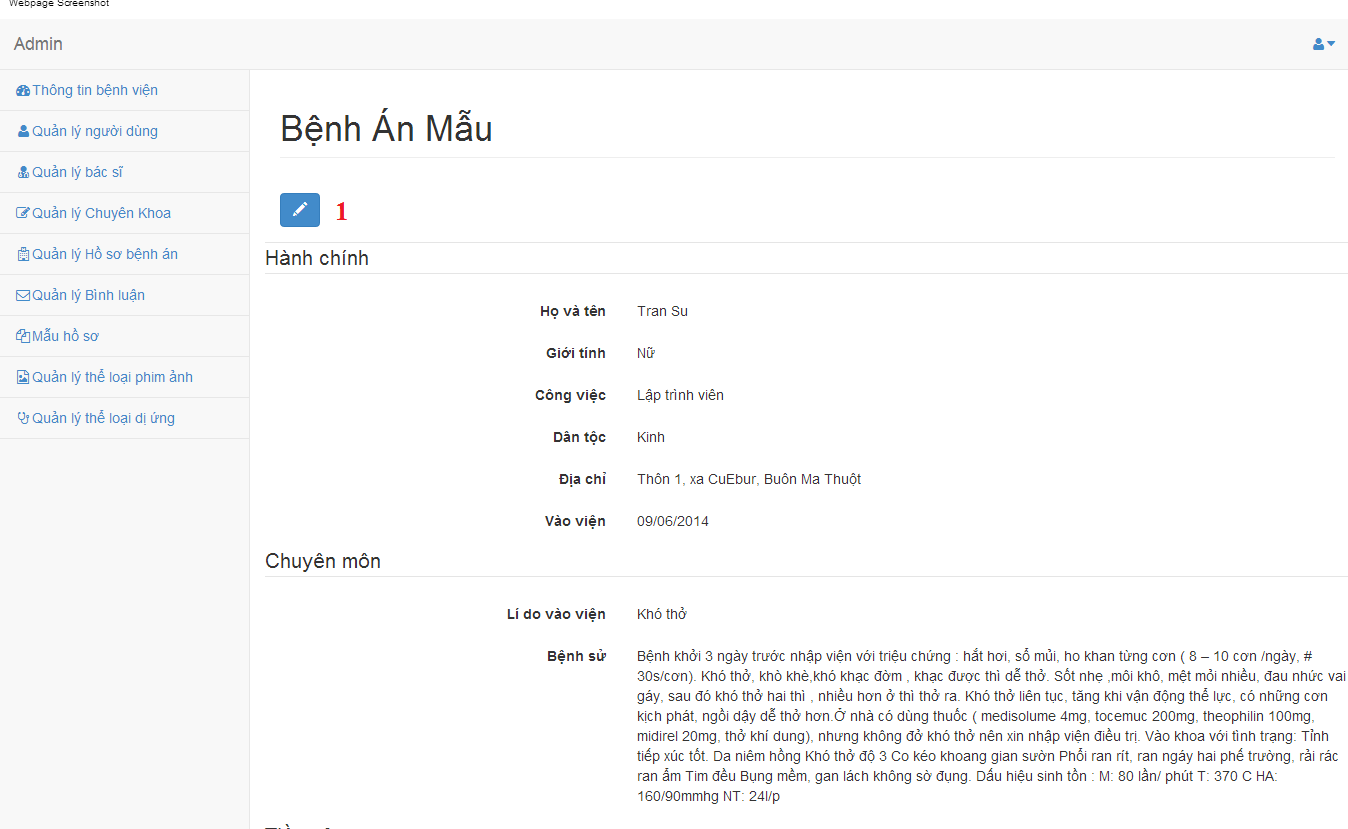 Webpage Screenshot
Admin
Thông tin bệnh viện
Quản lý người dùng
Quản lý bác sĩ
Quản lý Chuyên Khoa
Quản lý Hồ sơ bệnh án
Quản lý Bình luận
Mẫu hồ sơ
Quản lý thể loại phim ảnh
Quản lý thể loại dị ứng
Bệnh Án Mẫu
1
Hành chính
Họ và tên Tran Su
Giới tính Nữ
Công việc Lập trình viên
Dân tộc Kinh
Địa chỉ Thôn 1, xa CuEbur, Buôn Ma Thuột
Vào viện 09/06/2014
Chuyên môn
Lí do vào viện Khó thở
Bệnh sử Bệnh khởi 3 ngày trước nhập viện với triệu chứng : hắt hơi, sổ mủi, ho khan từng cơn ( 8 – 10 cơn /ngày, #
30s/cơn). Khó thở, khò khè,khó khạc đờm , khạc được thì dễ thở. Sốt nhẹ ,môi khô, mệt mỏi nhiều, đau nhức vai
gáy, sau đó khó thở hai thì , nhiều hơn ở thì thở ra. Khó thở liên tục, tăng khi vận động thể lực, có những cơn
kịch phát, ngồi dậy dễ thở hơn.Ở nhà có dùng thuốc ( medisolume 4mg, tocemuc 200mg, theophilin 100mg,
midirel 20mg, thở khí dung), nhưng không đở khó thở nên xin nhập viện điều trị. Vào khoa với tình trạng: Tỉnh
tiếp xúc tốt. Da niêm hồng Khó thở độ 3 Co kéo khoang gian sườn Phổi ran rít, ran ngáy hai phế trường, rải rác
ran ẩm Tim đều Bụng mềm, gan lách không sờ đụng. Dấu hiệu sinh tồn : M: 80 lần/ phút T: 370 C HA:
160/90mmhg NT: 24l/p